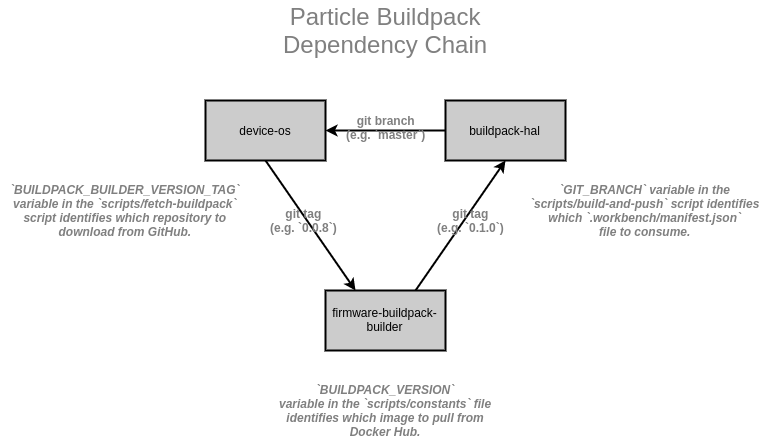 Particle Buildpack
Dependency Chain
device-os
git branch
(e.g. `master`)
buildpack-hal
`BUILDPACK_BUILDER_VERSION_TAG`
variable in the `scripts/fetch-buildpack`
script identifies which repository to
download from GitHub.
git tag
(e.g. `0.0.8`)
git tag
(e.g. `0.1.0`)
`GIT_BRANCH` variable in the
`scripts/build-and-push` script identifies
which `.workbench/manifest.json`
file to consume.
firmware-buildpack-
builder
`BUILDPACK_VERSION`
variable in the `scripts/constants` file
identifies which image to pull from
Docker Hub.